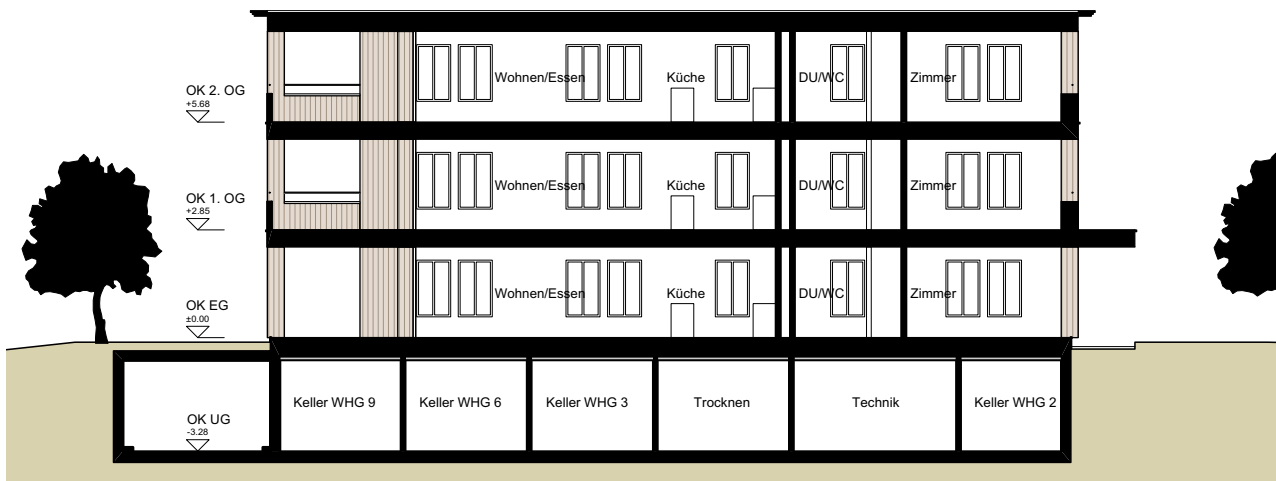 Wohnen/Essen Küche DU/WC Zimmer
OK 2. OG
+5.68
Wohnen/Essen Küche DU/WC Zimmer
OK 1. OG
+2.85
Wohnen/Essen Küche DU/WC Zimmer
OK EG
±0.00
Keller WHG 9 Keller WHG 6 Keller WHG 3 Trocknen Technik Keller WHG 2
OK UG
-3.28